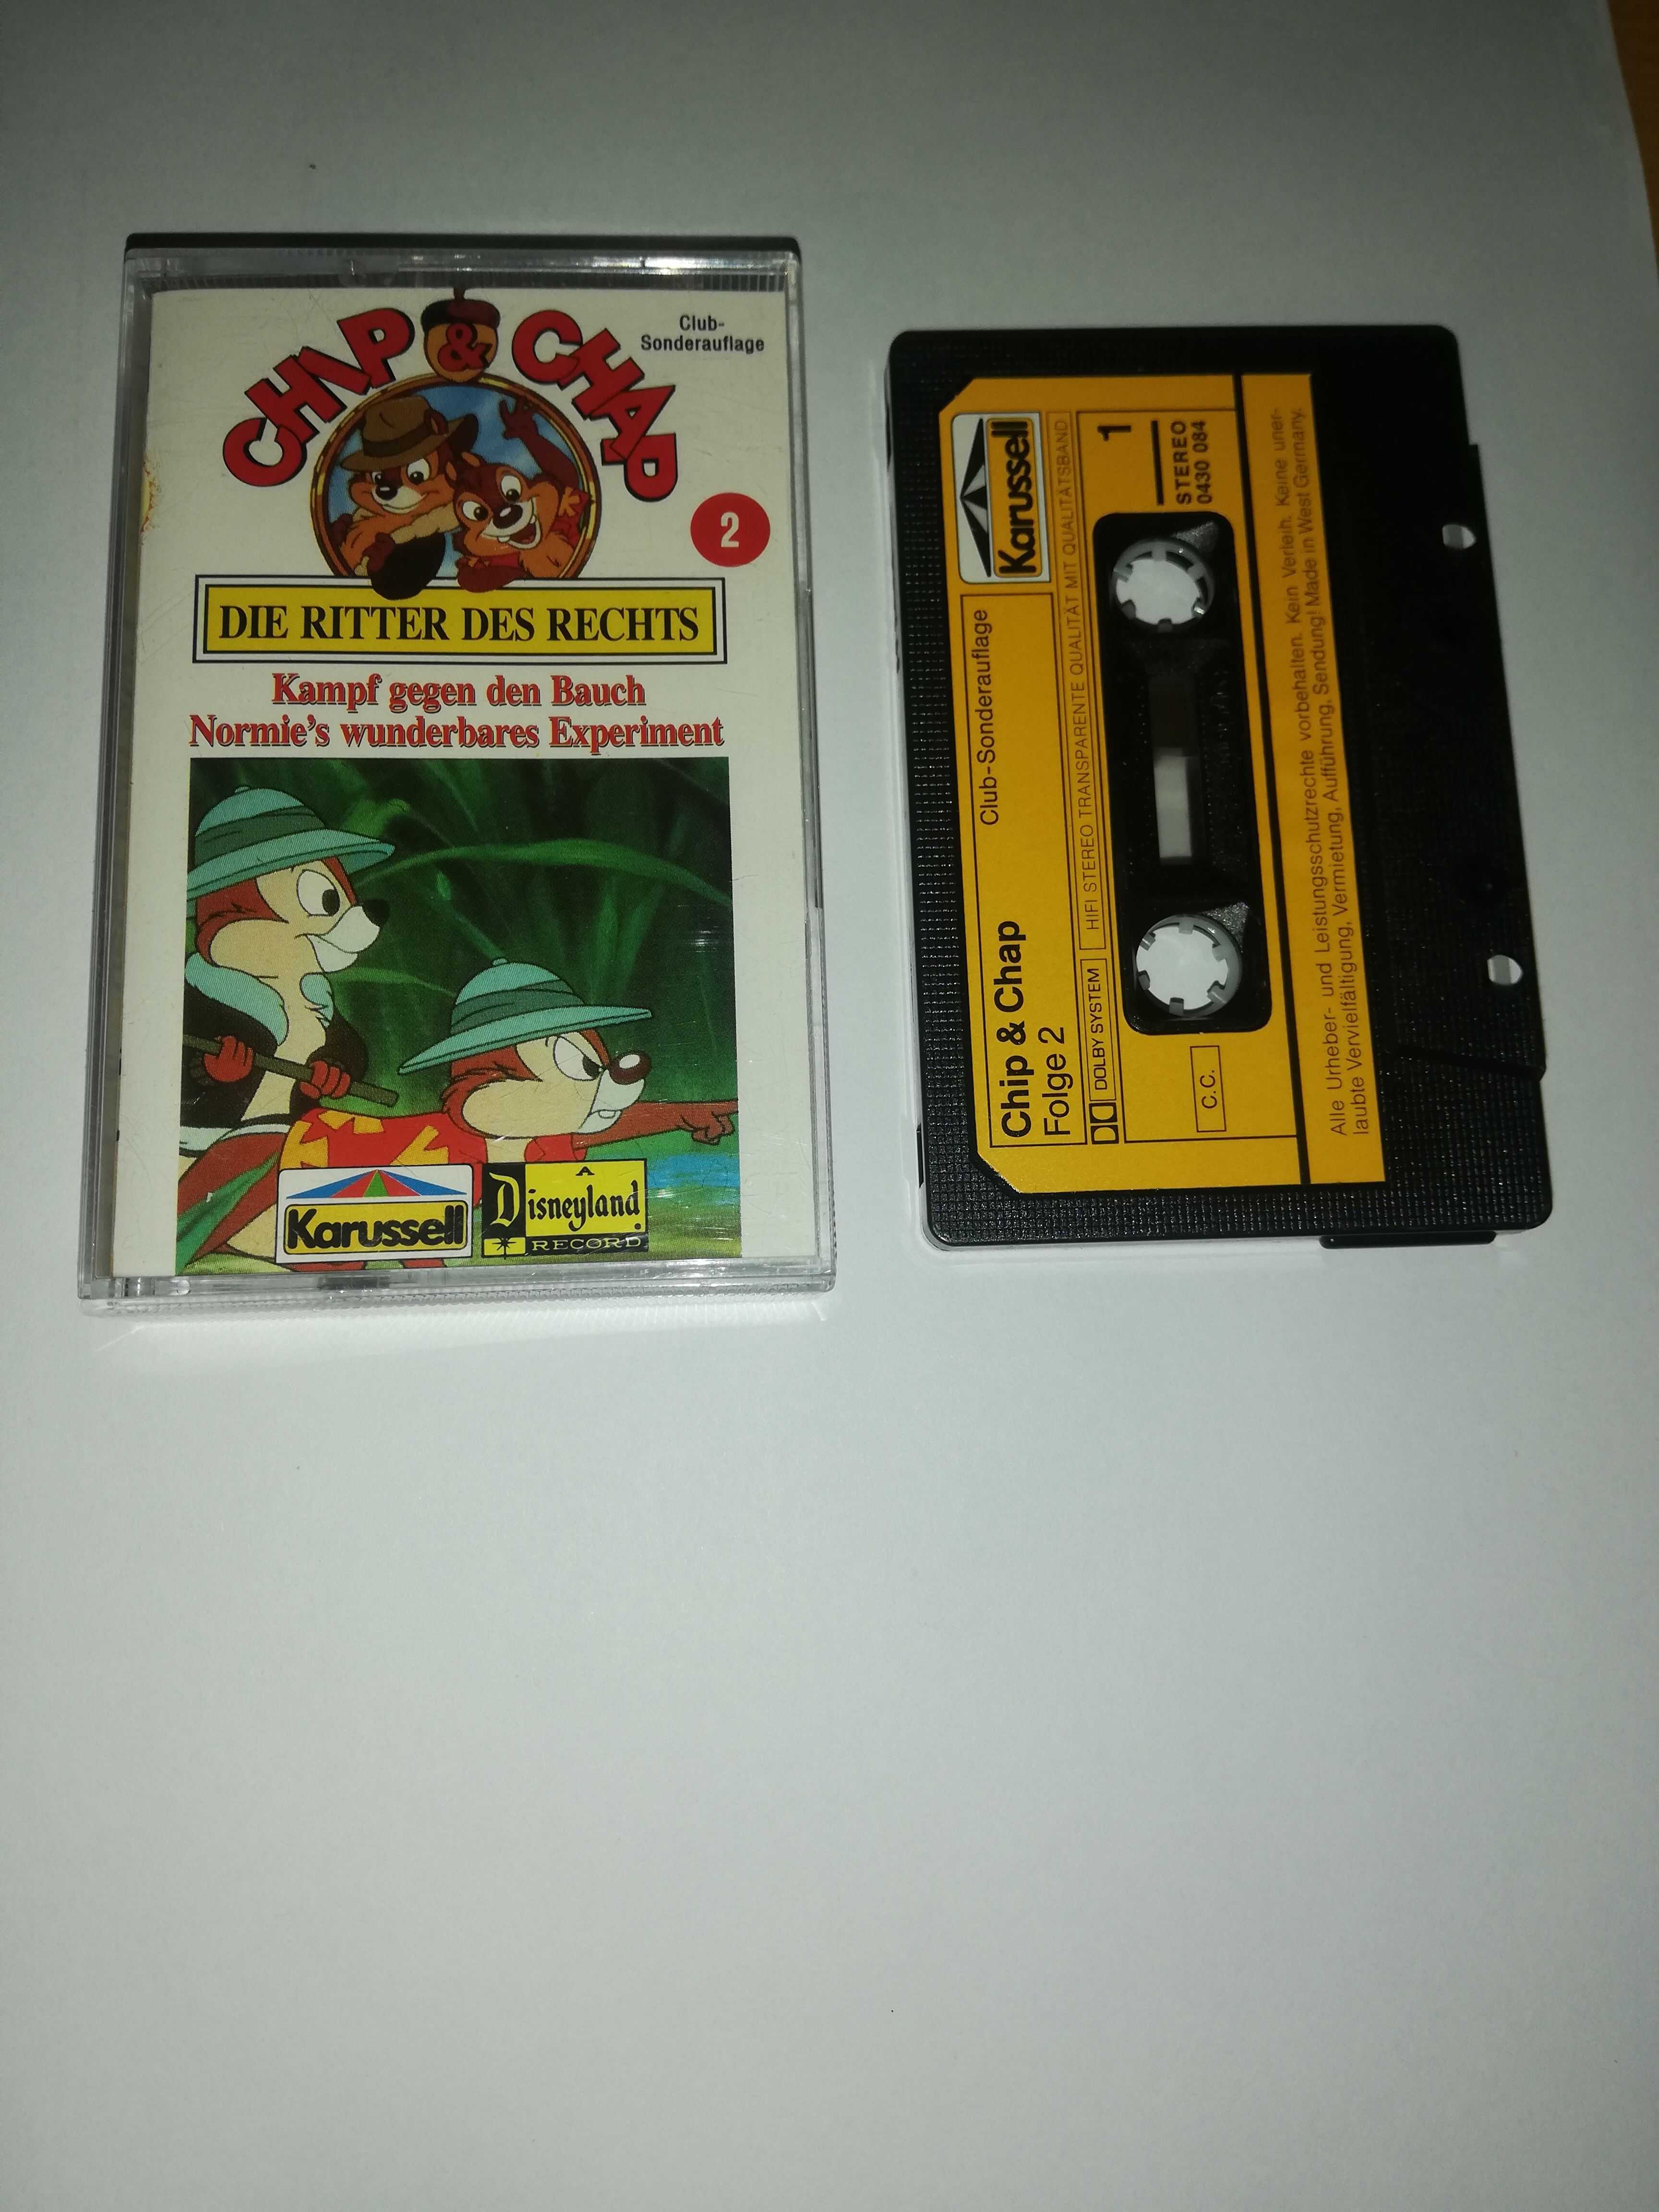 CHIP & CHAP
Club-
Sonderauflage
2
DIE RITTER DES RECHTS
Kampf gegen den Bauch
Normie's wunderbares Experiment
Karussell
A
Disneyland
RECORD
Karussell
Club-Sonderauflage
Chip & Chap
Folge 2
DOLBY SYSTEM
HIFI STEREO TRANSPARENTE QUALITÄT MIT QUALITÄTSBAND
1
STEREO
0430 084
C.C.
Alle Urheber- und Leistungsschutzrechte vorbehalten. Kein Verleih. Keine uner-
laubte Vervielfältigung, Vermietung, Aufführung, Sendung! Made in West Germany.